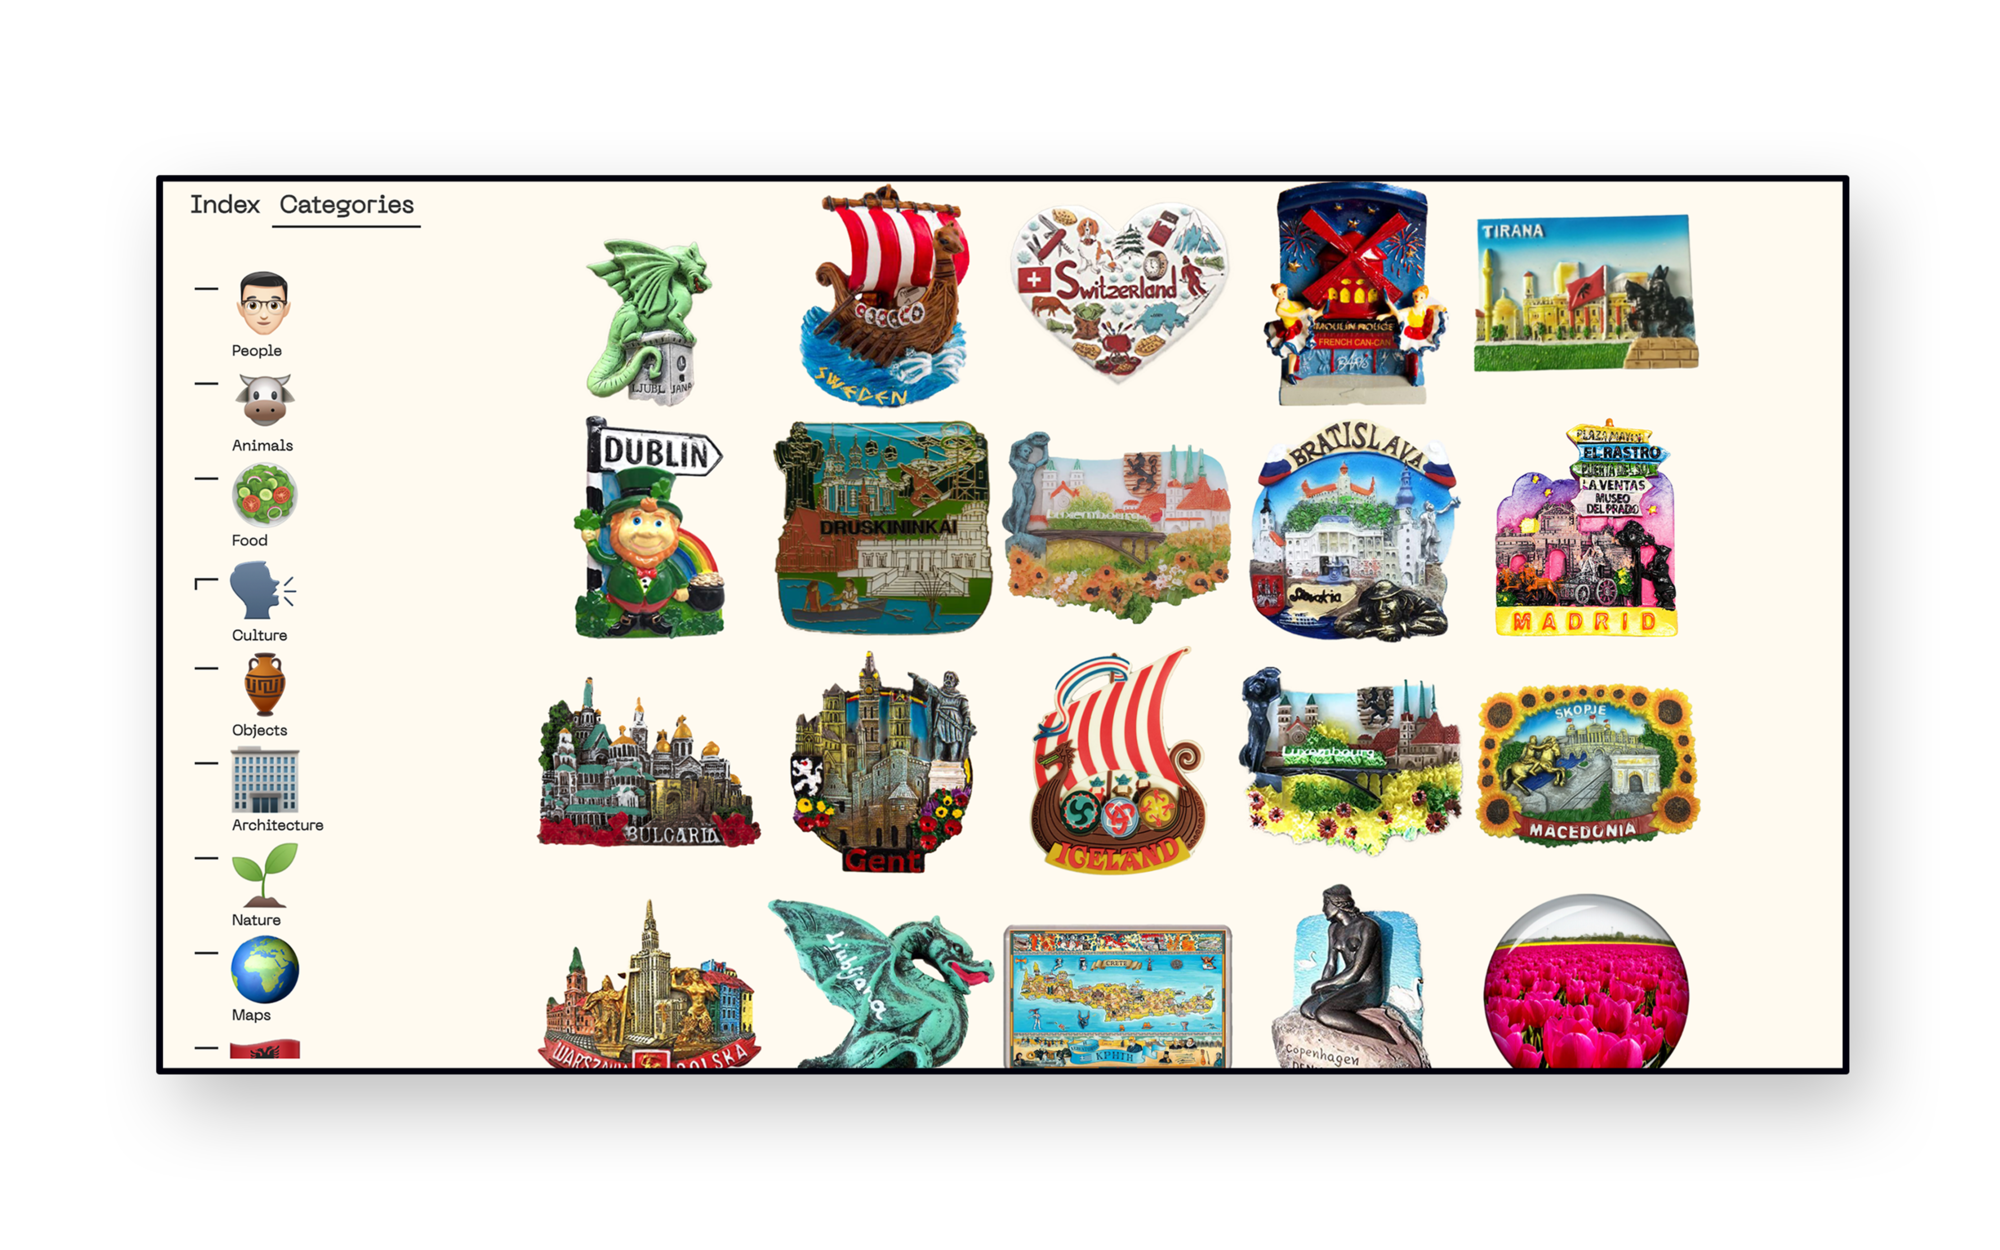 Index Categories
People
Animals
Food
Culture
Objects
Architecture
Nature
Maps
LJUBLJANA
SWEDEN
Switzerland
MOULIN ROUGE
FRENCH CAN-CAN
PARIS
TIRANA
DUBLIN
DRUSKININKAI
Luxembourg
BRATISLAVA
Slovakia
PLAZA MAYOR
EL RASTRO
PUERTA DEL SOL
LA VENTAS
MUSEO
DEL PRADO
MADRID
BULGARIA
Gent
ICELAND
Luxembourg
SKOPJE
MACEDONIA
WARSZAWA POLSKA
Ljubljana
CRETE
ΚΡΗΤΗ
Copenhagen